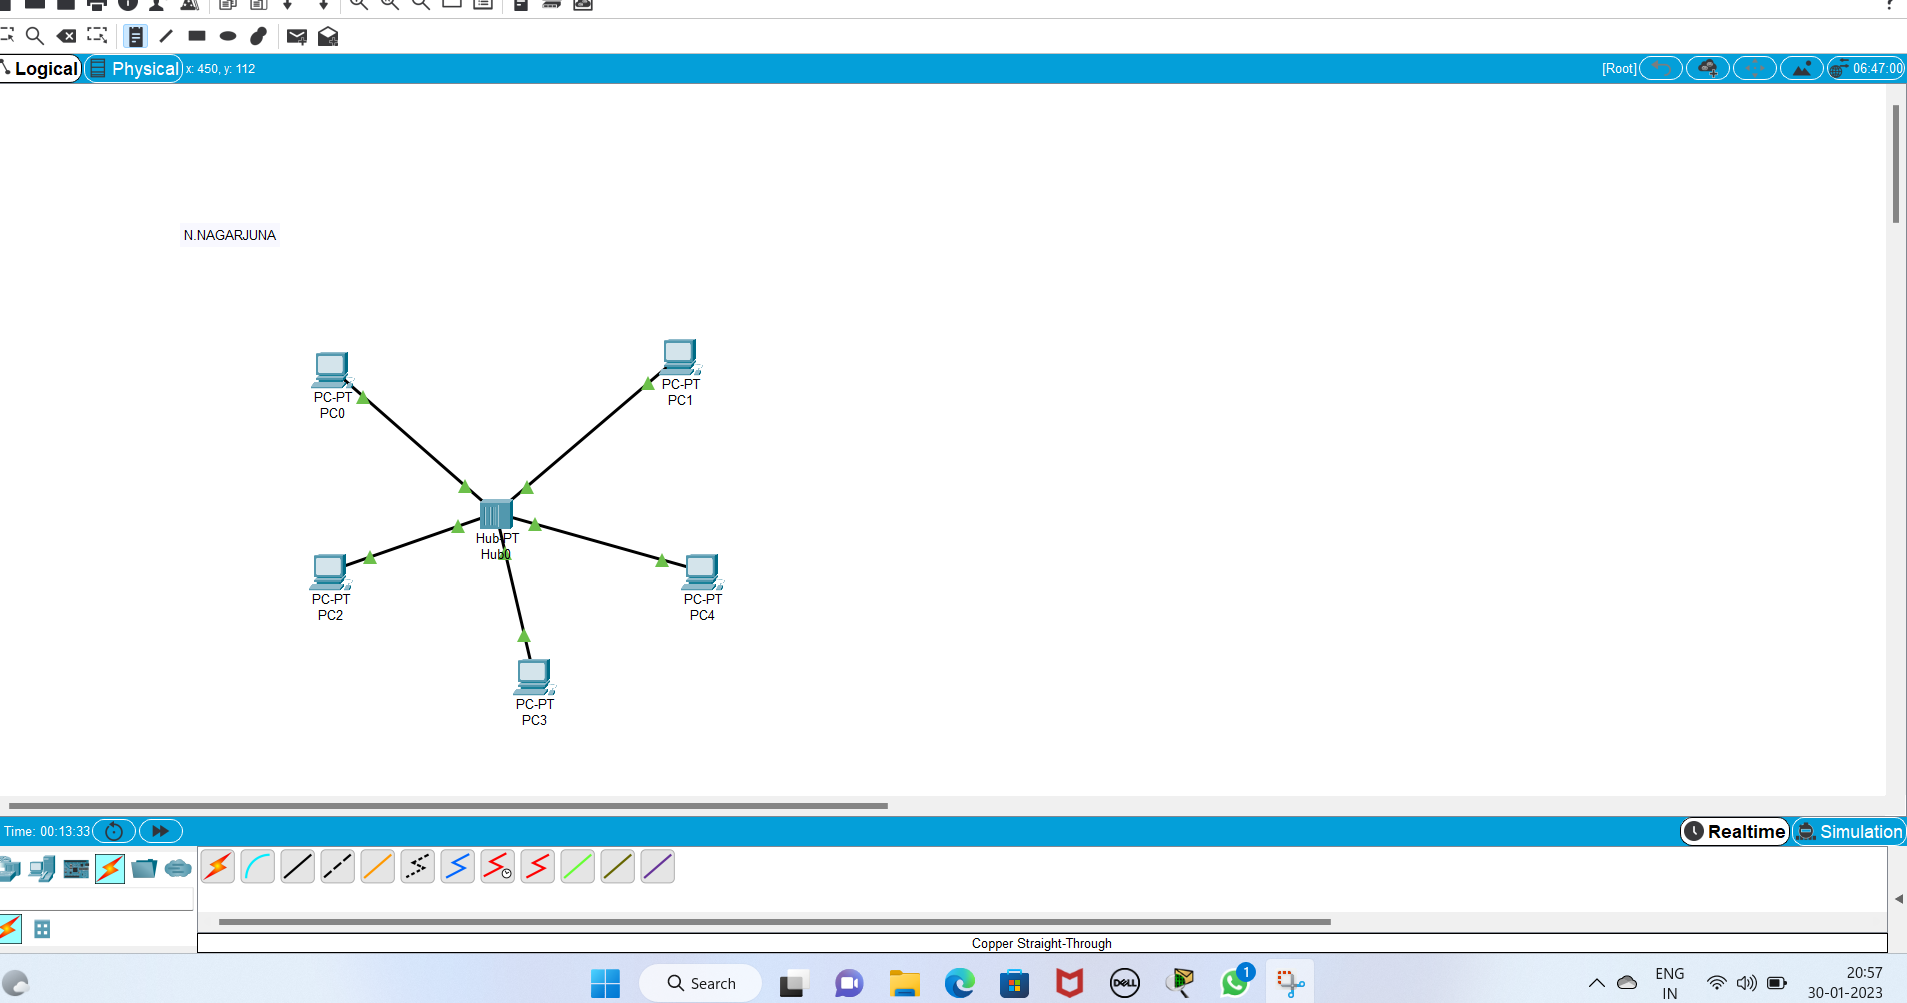 ?
Logical
Physical
x: 450, y: 112
[Root]
06:47:00
N.NAGARJUNA
PC-PT
PC0
PC-PT
PC1
Hub-PT
Hub0
PC-PT
PC2
PC-PT
PC4
PC-PT
PC3
Time: 00:13:33
Realtime
Simulation
Copper Straight-Through
Search
DELL
1
ENG
IN
20:57
30-01-2023